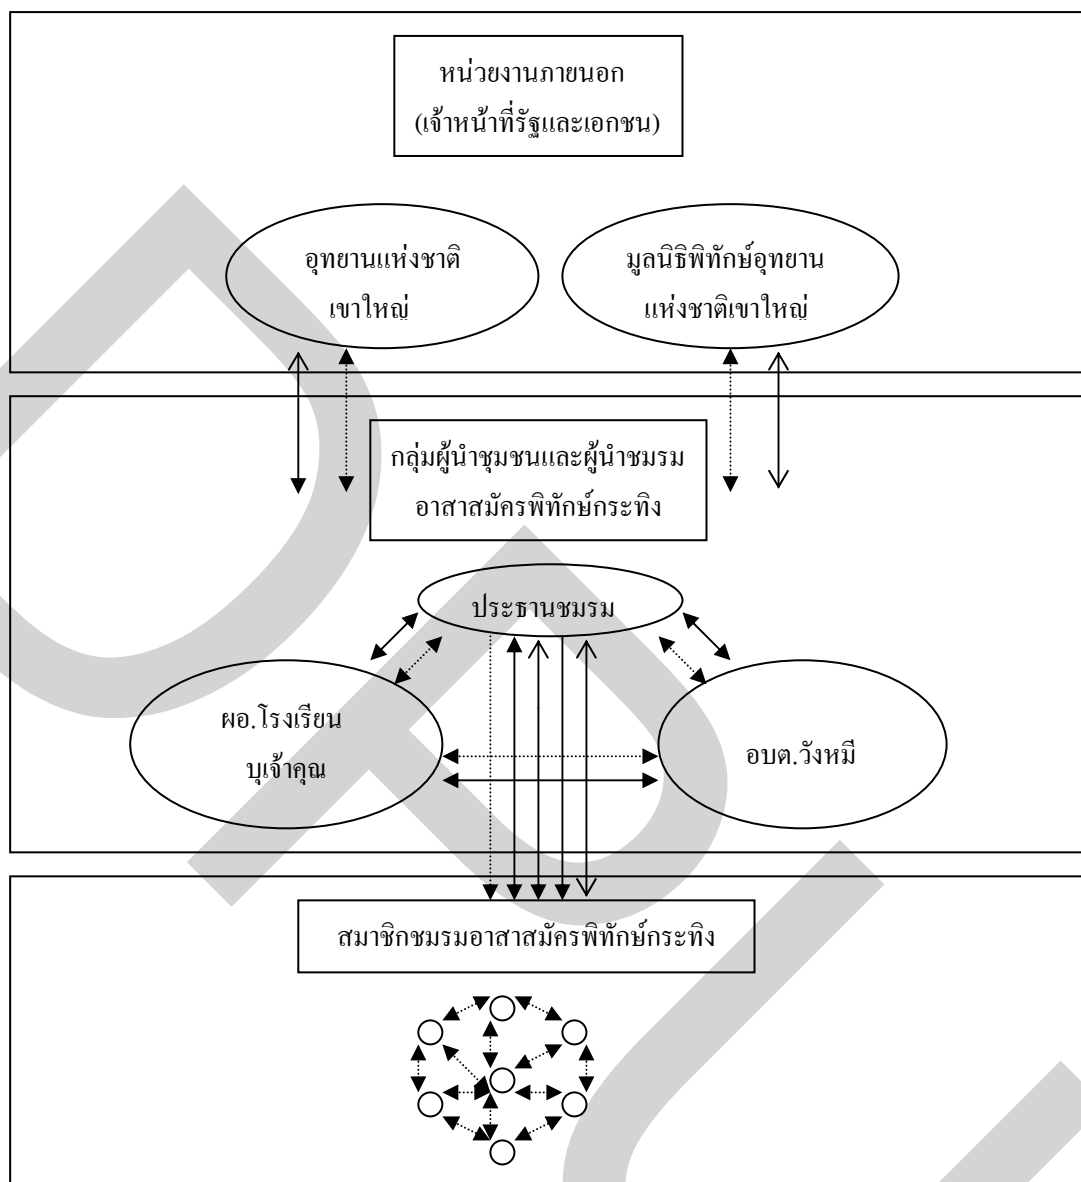 หน่วยงานภายนอก
(เจ้าหน้าที่รัฐและเอกชน)
อุทยานแห่งชาติ
เขาใหญ่
มูลนิธิพิทักษ์อุทยาน
แห่งชาติเขาใหญ่
กลุ่มผู้นำชุมชนและผู้นำชมรม
อาสาสมัครพิทักษ์กระทิง
ประธานชมรม
ผอ.โรงเรียน
บุเจ้าคุณ
อบต.วังหมี
สมาชิกชมรมอาสาสมัครพิทักษ์กระทิง